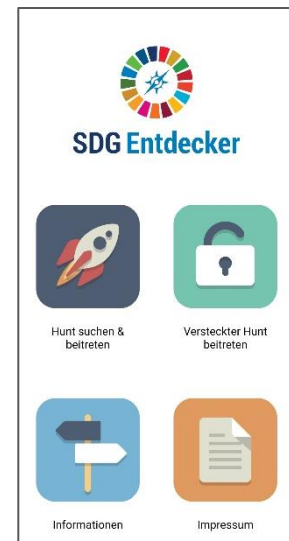 SDG Entdecker
Hunt suchen &
beitreten
Versteckter Hunt
beitreten
Informationen
Impressum